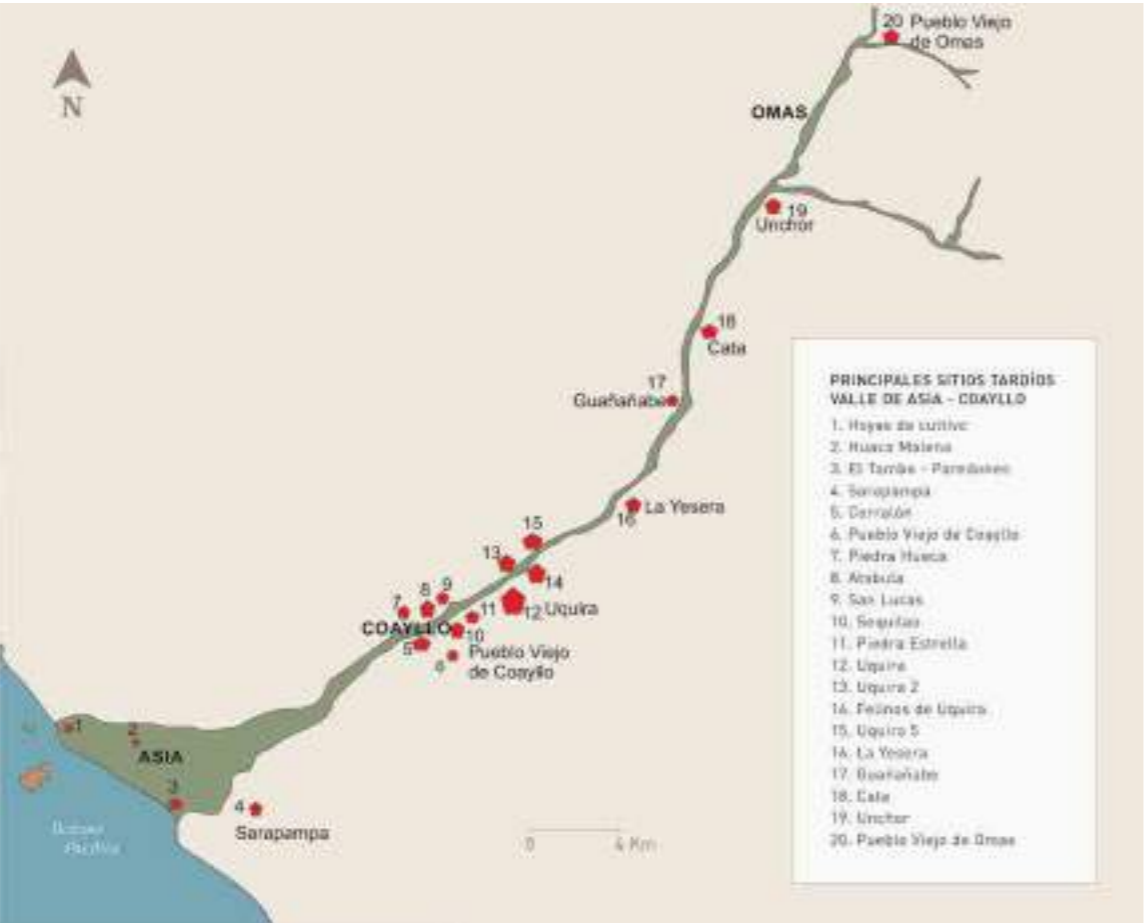 N
20 Pueblo Viejo
de Omas
OMAS
19
Unchor
18
Cata
17
Guañañabe
La Yesera
16
15
13
14
12 Uquira
9
8
7
11
COAYLLO
10
5
6
Pueblo Viejo
de Coayllo
1
2
ASIA
3
4
Sarapampa
Océano
Pacífico
0 4 Km
PRINCIPALES SITIOS TARDÍOS
VALLE DE ASIA - COAYLLO
1. Hoyas de cultivo
2. Huaca Malena
3. El Tambo - Paredones
4. Sarapampa
5. Corralón
6. Pueblo Viejo de Coayllo
7. Piedra Hueca
8.
9. San Lucas
10.
11. Piedra Estrella
12. Uquira
13. Uquira 2
14. Felinos de Uquira
15. Uquira 5
16. La Yesera
17. Guañañabe
18. Cata
19. Unchor
20. Pueblo Viejo de Omas